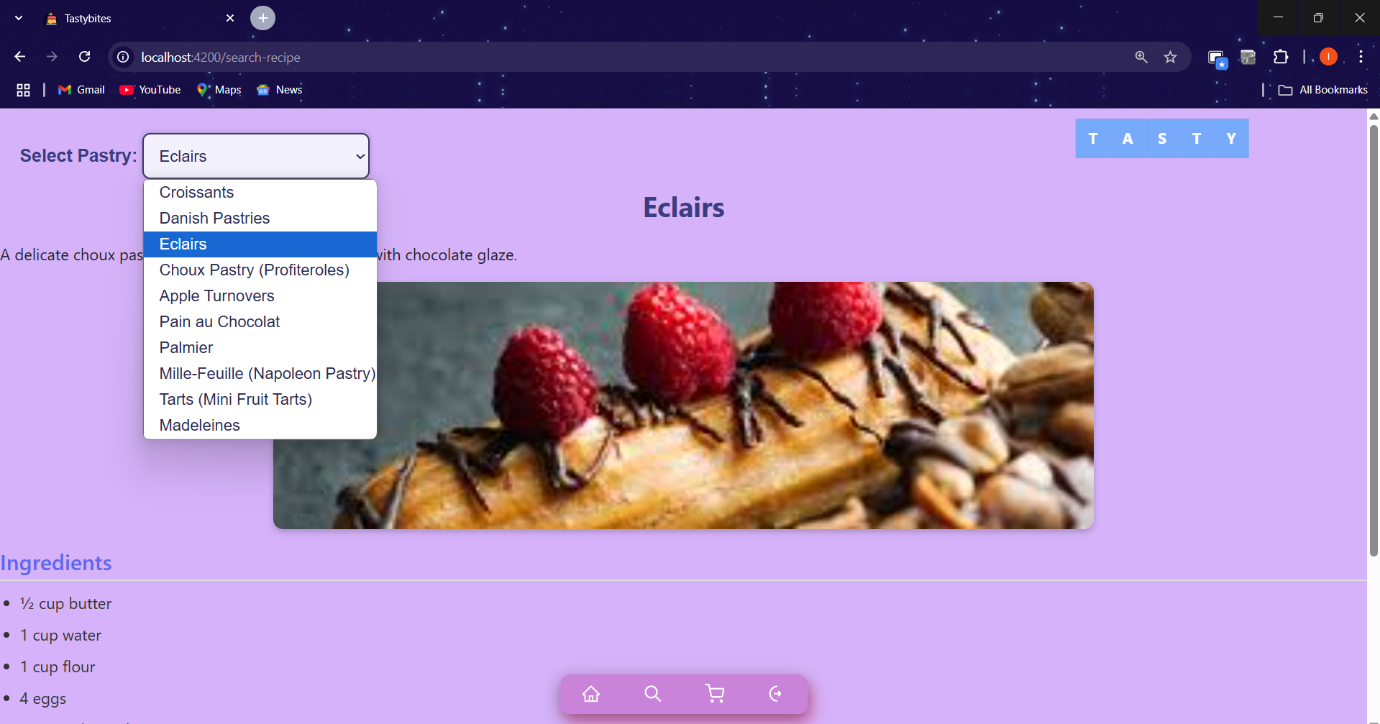 Tastybites
localhost:4200/search-recipe
Gmail YouTube Maps News All Bookmarks
Select Pastry: Eclairs
T A S T Y
Croissants
Danish Pastries
Eclairs
Choux Pastry (Profiteroles)
Apple Turnovers
Pain au Chocolat
Palmier
Mille-Feuille (Napoleon Pastry)
Tarts (Mini Fruit Tarts)
Madeleines
Eclairs
A delicate choux pas with chocolate glaze.
Ingredients
• ½ cup butter
• 1 cup water
• 1 cup flour
• 4 eggs